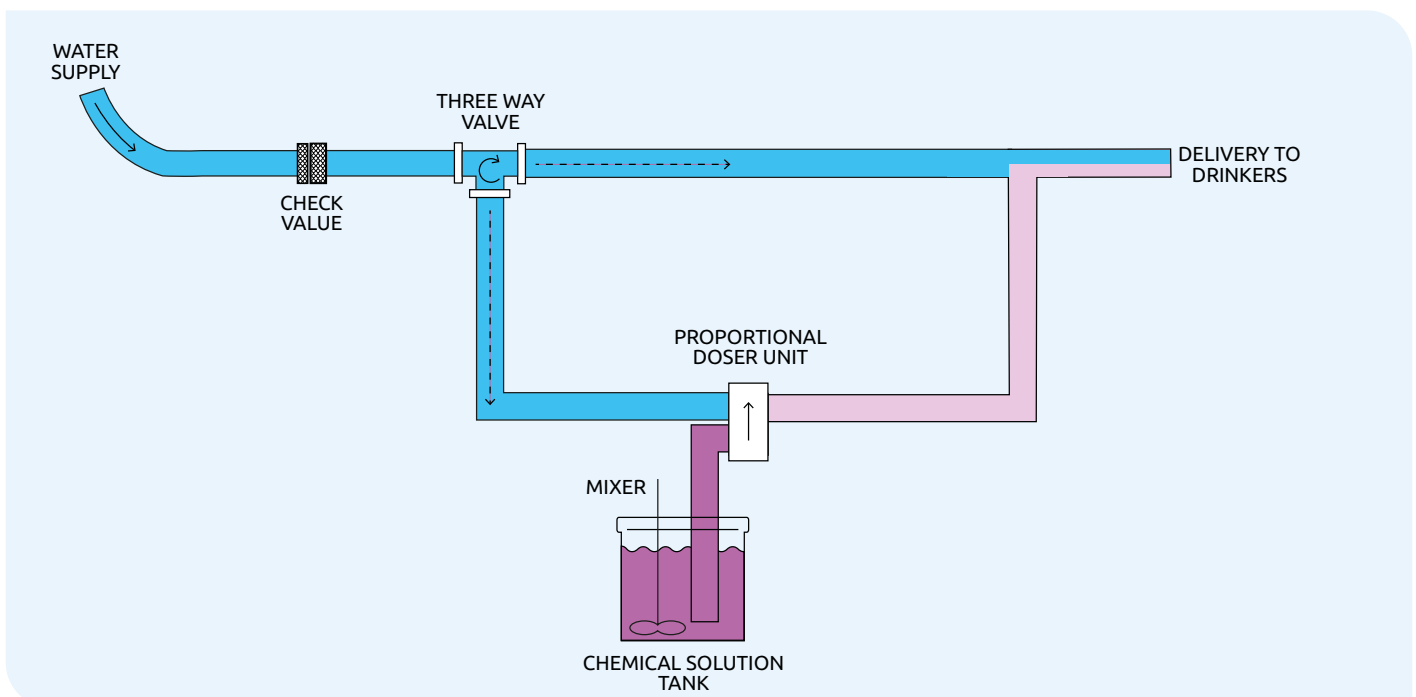 WATER
SUPPLY
THREE WAY
VALVE
CHECK
VALUE
DELIVERY TO
DRINKERS
PROPORTIONAL
DOSER UNIT
MIXER
CHEMICAL SOLUTION
TANK